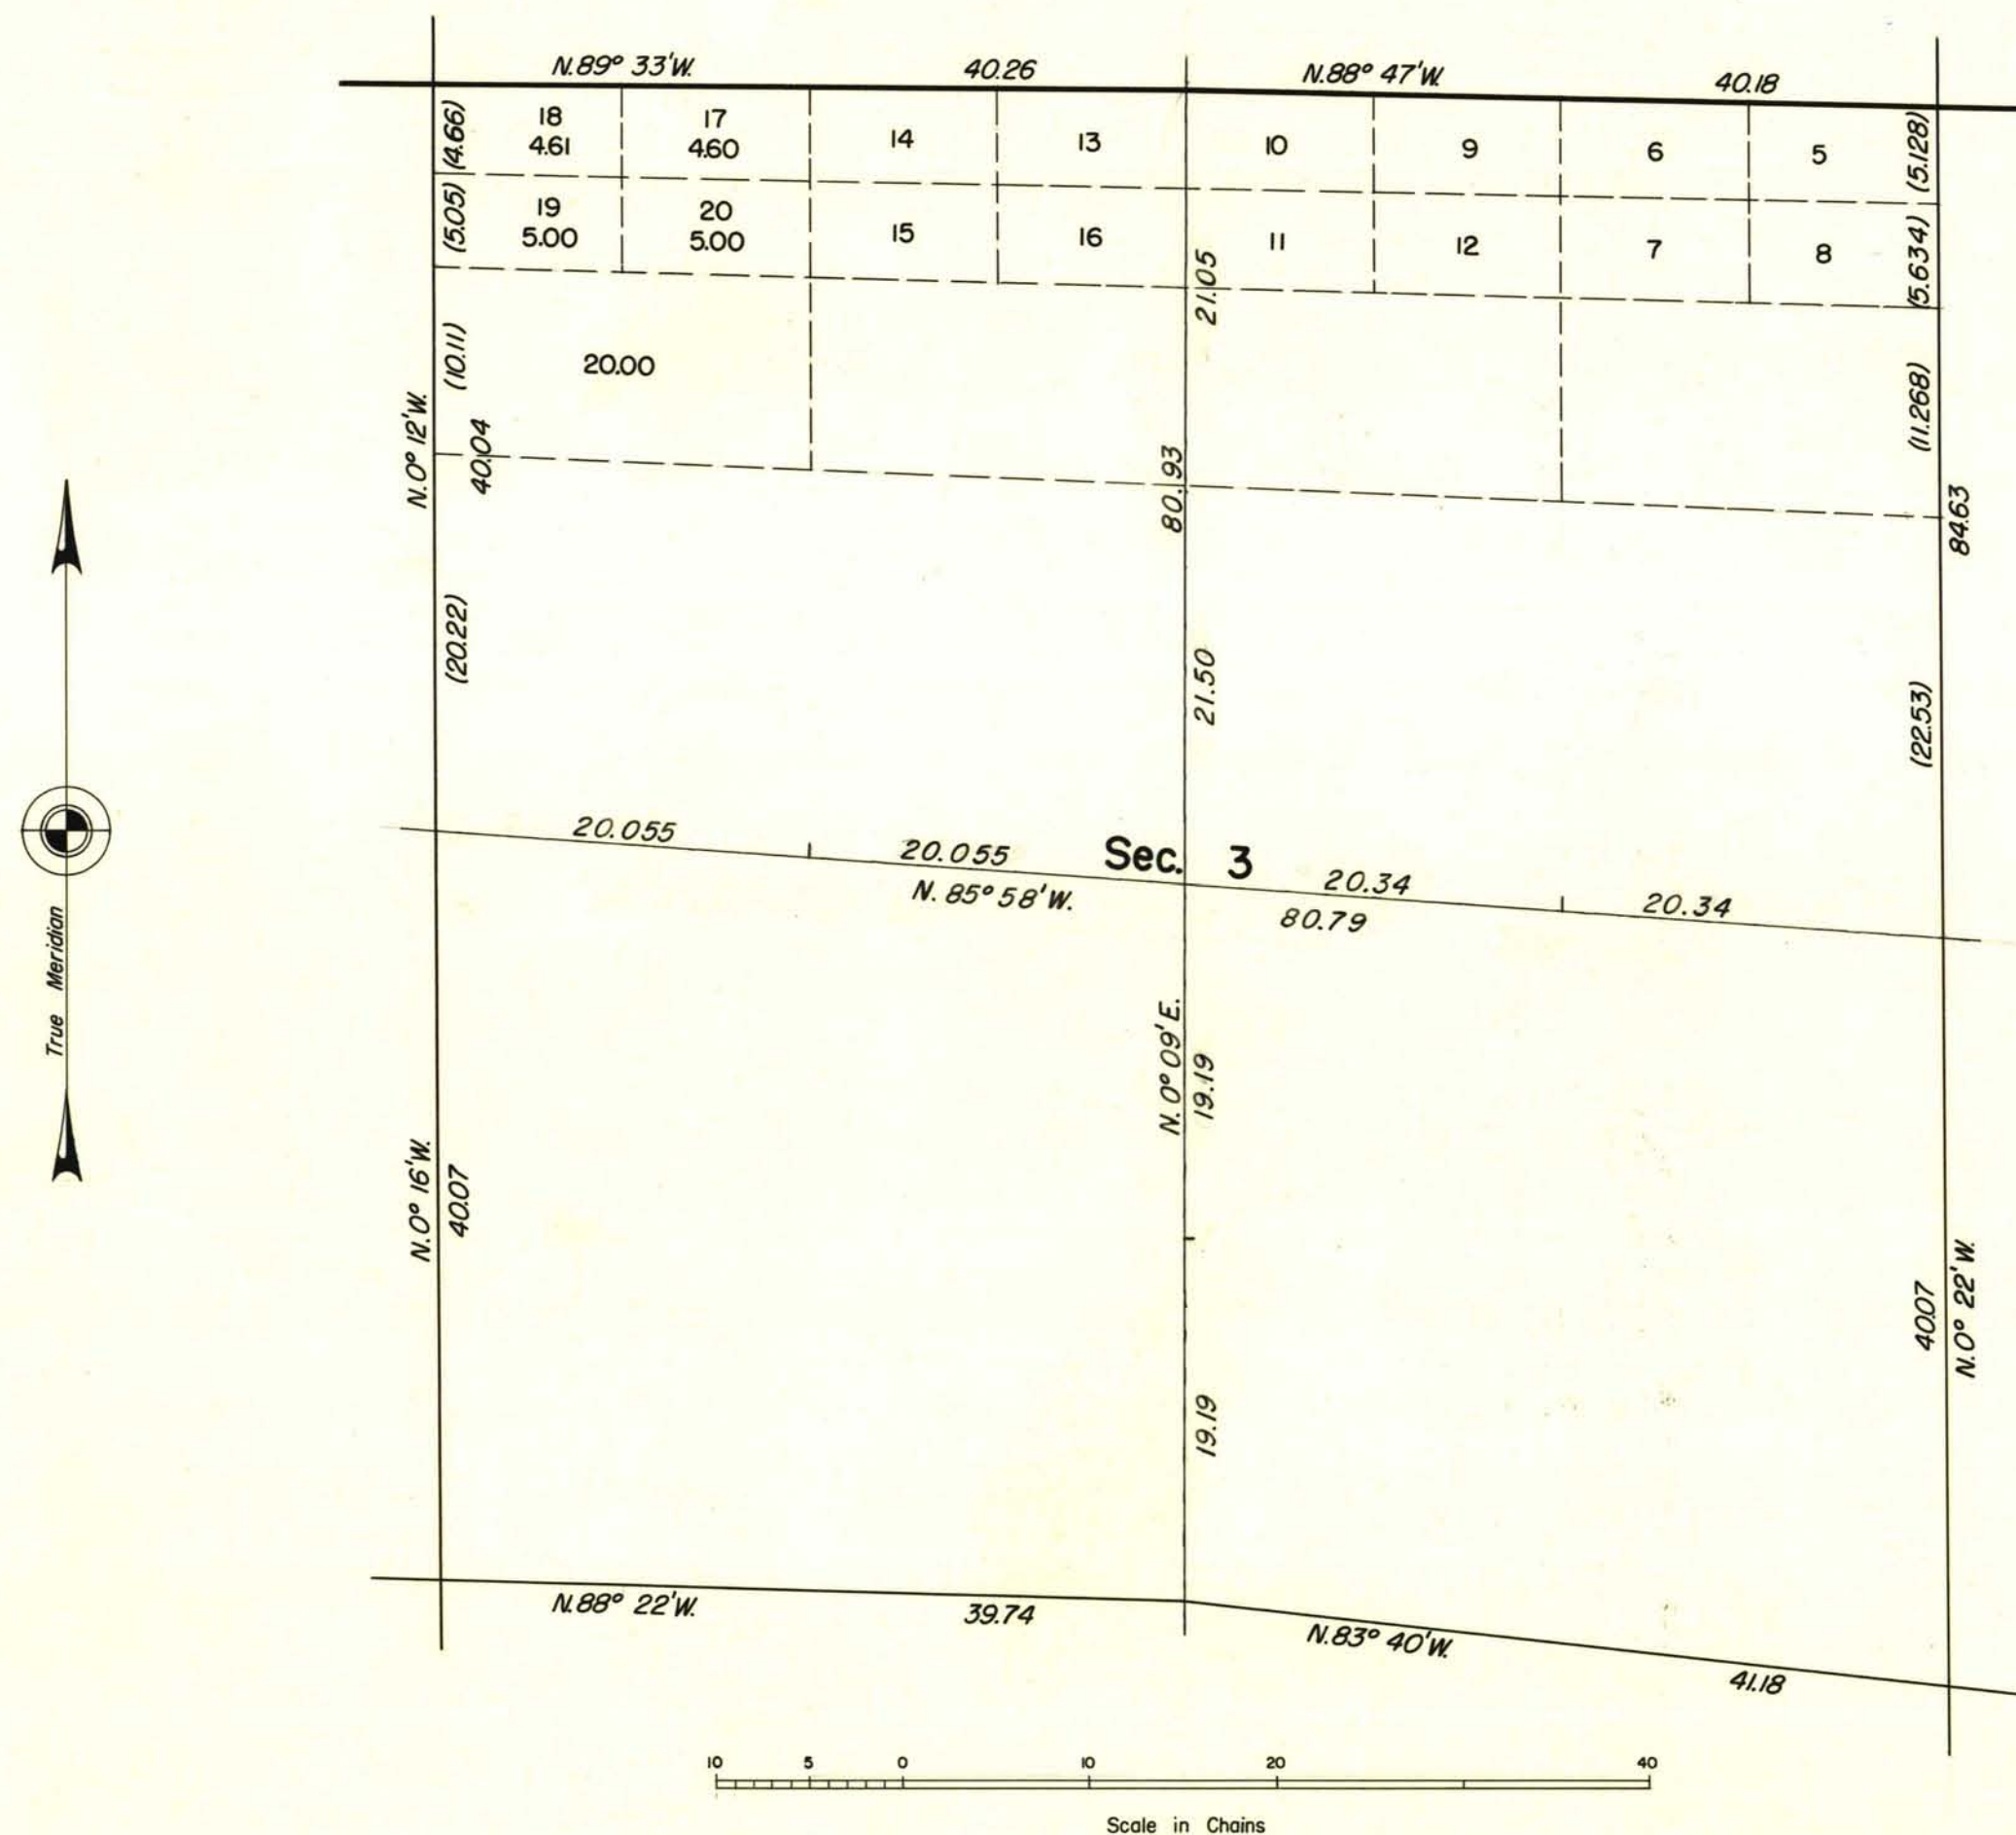 N.89° 33'W. 40.26 N.88° 47'W. 40.18
(4.66) 18 17 14 13 10 9 6 5 (5.128)
4.61 4.60
(5.05) 19 20 15 16 11 12 7 8 (5.634)
5.00 5.00
21.05
(10.11) 20.00 (11.268)
N.0° 12'W. 40.04 80.93 84.63
(20.22) 21.50 (22.53)
20.055 20.055 Sec. 3 20.34 20.34
N. 85° 58'W. 80.79
True Meridian
N. 0° 09'E. 19.19
N.0° 16'W. 40.07
40.07 N.0° 22'W.
19.19
N.88° 22'W. 39.74 N.83° 40'W. 41.18
10 5 0 10 20 40
Scale in Chains